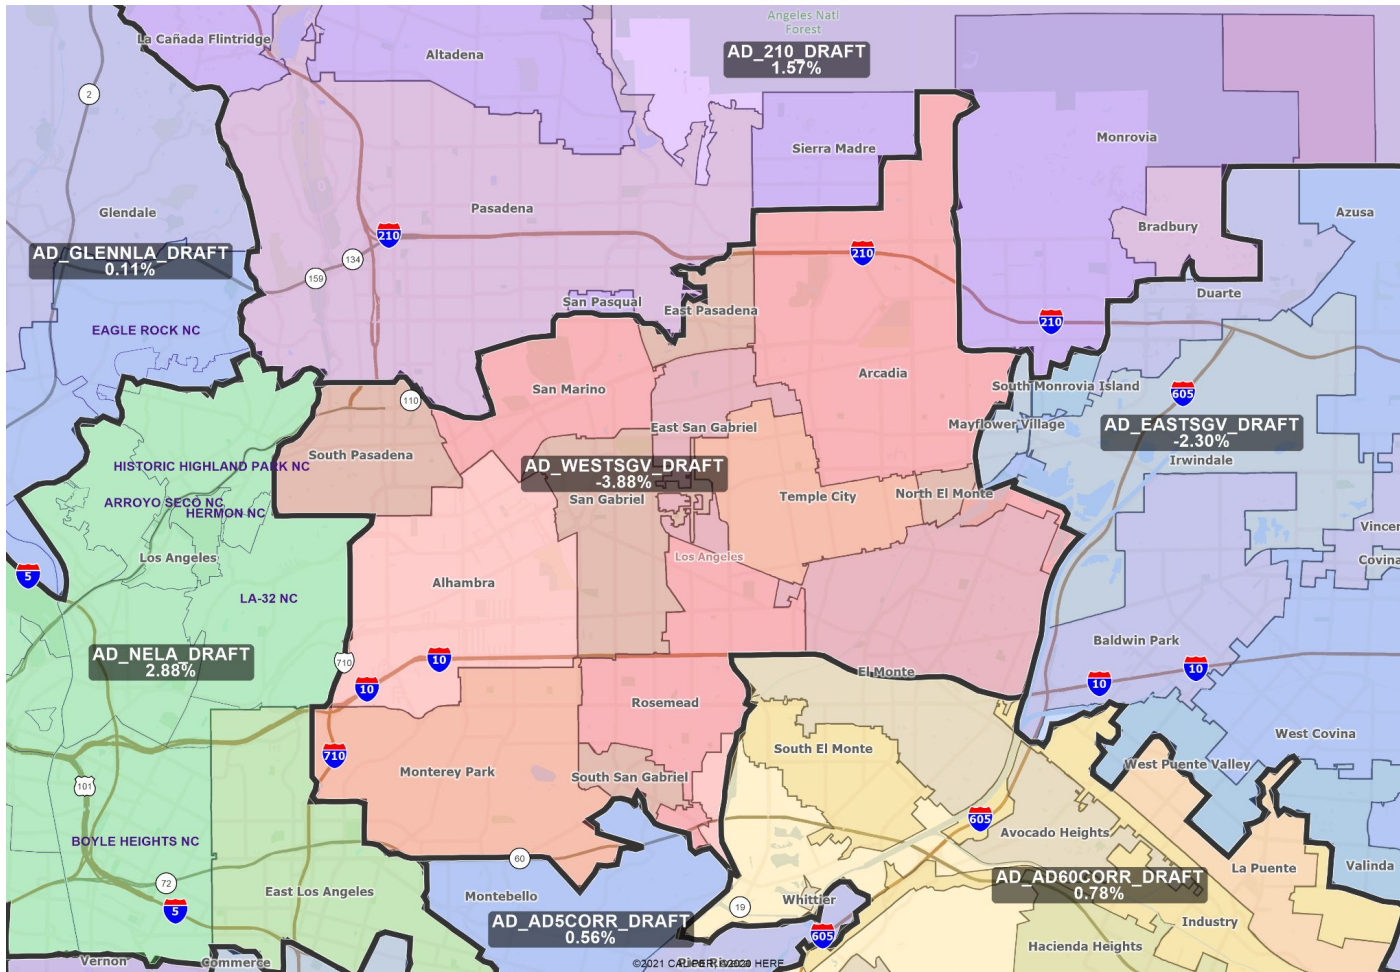 Angeles Natl
Forest
La Cañada Flintridge
Altadena
AD_210_DRAFT
1.57%
2
Sierra Madre
Monrovia
Glendale
Pasadena
Azusa
Bradbury
210
134
159
210
AD_GLENNLA_DRAFT
0.11%
Duarte
San Pasqual
East Pasadena
210
EAGLE ROCK NC
Arcadia
South Monrovia Island
San Marino
605
110
Mayflower Village
East San Gabriel
AD_EASTSGV_DRAFT
-2.30%
Irwindale
South Pasadena
HISTORIC HIGHLAND PARK NC
AD_WESTSGV_DRAFT
-3.88%
San Gabriel
Temple City
North El Monte
ARROYO SECO NC
HERMON NC
Los Angeles
Los Angeles
Vincen
Covina
5
Alhambra
LA-32 NC
Baldwin Park
AD_NELA_DRAFT
2.88%
710
10
10
El Monte
10
10
Rosemead
West Covina
710
South El Monte
Monterey Park
South San Gabriel
West Puente Valley
101
605
Avocado Heights
BOYLE HEIGHTS NC
60
La Puente
Valinda
72
East Los Angeles
AD_AD60CORR_DRAFT
0.78%
Montebello
Whittier
5
19
AD_AD5CORR_DRAFT
0.56%
Industry
605
Hacienda Heights
Vernon
Commerce
©2021 CALIPER; ©2020 HERE